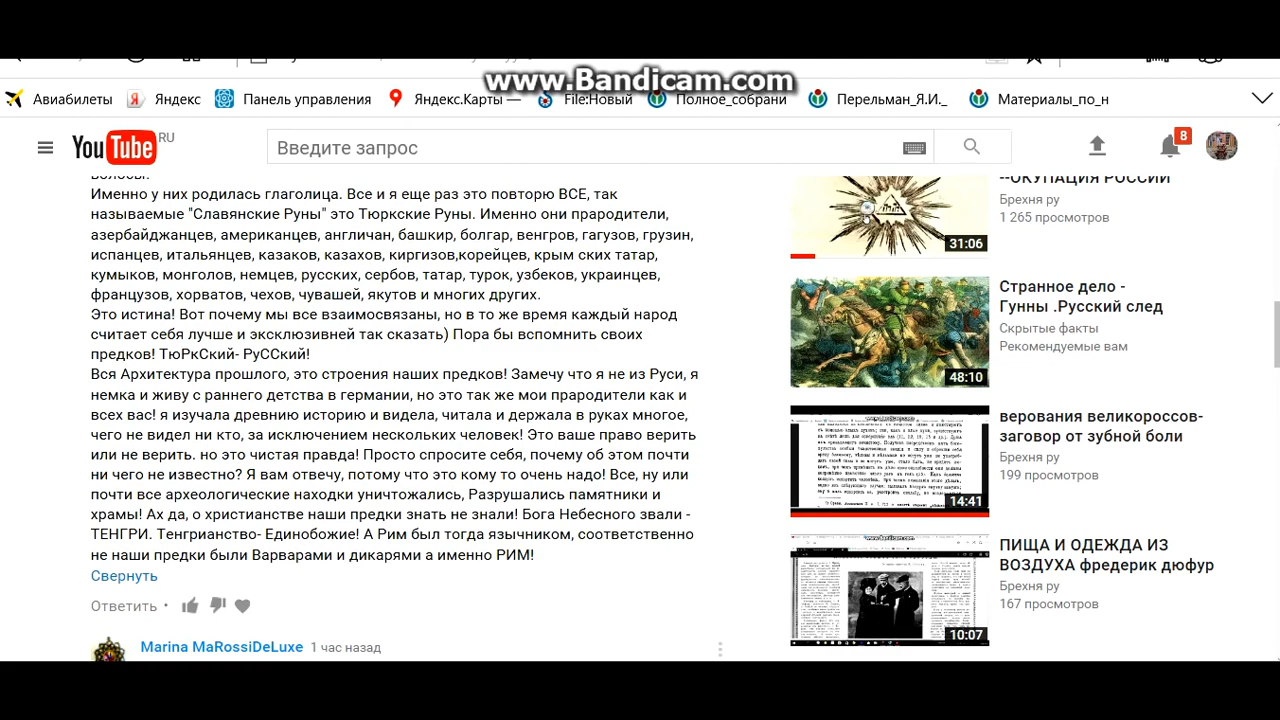 www.Bandicam.com
Авиабилеты
Яндекс
Панель управления
Яндекс.Карты —
File:Новый
Полное_собрани
Перельман_Я.И._
Материалы_по_н
YouTube RU
Введите запрос
8
Именно у них родилась глаголица. Все и я еще раз это повторю ВСЕ, так
называемые "Славянские Руны" это Тюркские Руны. Именно они прародители,
азербайджанцев, американцев, англичан, башкир, болгар, венгров, гагузов, грузин,
испанцев, итальянцев, казаков, казахов, киргизов,корейцев, крым ских татар,
кумыков, монголов, немцев, русских, сербов, татар, турок, узбеков, украинцев,
французов, хорватов, чехов, чувашей, якутов и многих других.
Это истина! Вот почему мы все взаимосвязаны, но в то же время каждый народ
считает себя лучше и эксклюзивней так сказать) Пора бы вспомнить своих
предков! ТюРкСкий- РуССкий!
Вся Архитектура прошлого, это строения наших предков! Замечу что я не из Руси, я
немка и живу с раннего детства в германии, но это так же мои прародители как и
всех вас! я изучала древнию историю и видела, читала и держала в руках многое,
чего не видел ни кто, за исключением нескольких человек! Это ваше право верить
или не верить, но это чистая правда! Просто спросите себя, почему об этом почти
ни чего не известно!? Я вам отвечу, потому что так кому то очень надо! Все, ну или
почти все археологические находки уничтожались, Разрушались памятники и
храмы! Ах да, о язычестве наши предки знать не знали! Бога Небесного звали -
ТЕНГРИ. Тенгрианство- Единобожие! А Рим был тогда язычником, соответственно
не наши предки были Варварами и дикарями а именно РИМ!
Свернуть
Ответить •
Marina MaRossiDeLuxe 1 час назад
--ОКУПАЦИЯ РОССИИ
Брехня ру
1 265 просмотров
31:06
Странное дело -
Гунны .Русский след
Скрытые факты
Рекомендуемые вам
48:10
верования великороссов-
заговор от зубной боли
Брехня ру
199 просмотров
14:41
ПИЩА И ОДЕЖДА ИЗ
ВОЗДУХА фредерик дюфур
Брехня ру
167 просмотров
10:07